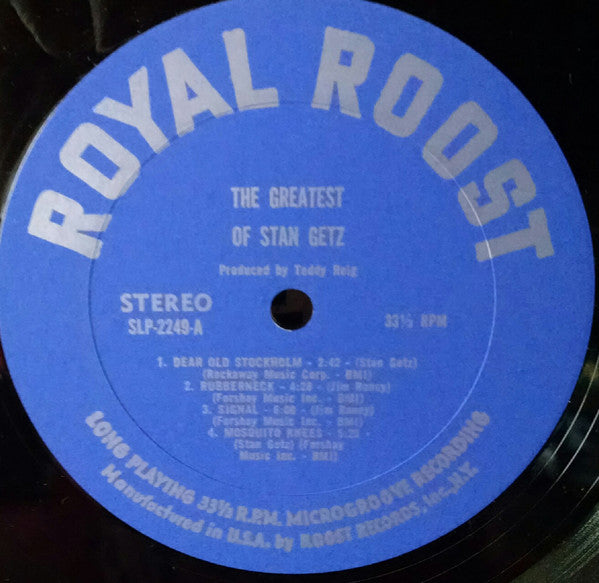 ROYAL ROOST
THE GREATEST
OF STAN GETZ
Produced by Teddy Reig
STEREO
SLP-2249-A
33⅓ RPM
1. DEAR OLD STOCKHOLM - 2:42 - (Stan Getz)
(Rockaway Music Corp. - BMI)
2. RUBBERNECK - 4:28 - (Jim Raney)
(Forshay Music Inc. - BMI)
3. SIGNAL - 6:06 - (Jim Raney)
(Forshay Music Inc. - BMI)
4. MOSQUITO KNEES - 5:25 -
(Stan Getz) (Forshay
Music Inc. - BMI)
LONG PLAYING 33⅓ R.P.M. MICROGROOVE RECORDING
Manufactured in U.S.A. by ROOST RECORDS, Inc., N.Y.